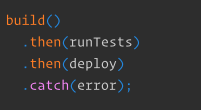 build()
  .then(runTests)
  .then(deploy)
  .catch(error);